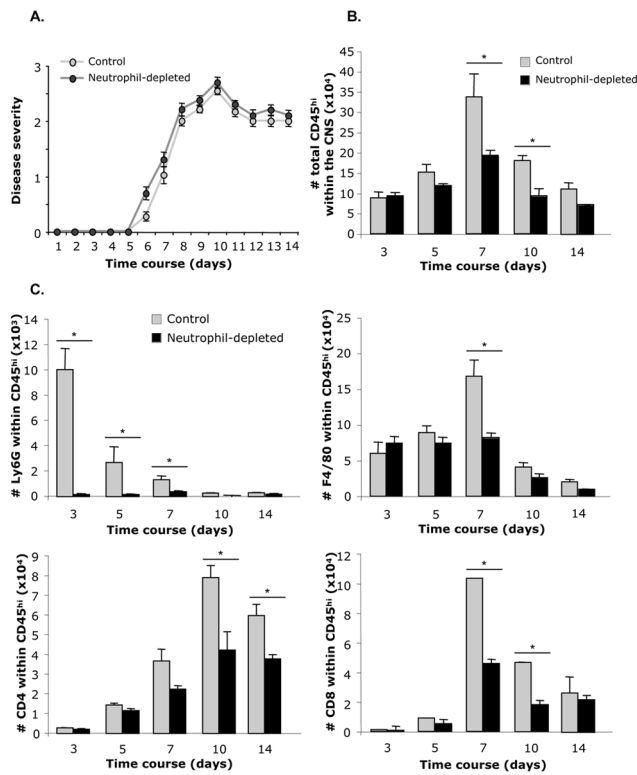 A.
Control
Neutrophil-depleted
Disease severity
3
2
1
0
1 2 3 4 5 6 7 8 9 10 11 12 13 14
Time course (days)
B.
Control
Neutrophil-depleted
# total CD45hi
within the CNS (x10⁴)
45
40
35
30
25
20
15
10
5
0
*
*
3 5 7 10 14
Time course (days)
C.
Control
Neutrophil-depleted
# Ly6G within CD45hi (x10³)
14
12
10
8
6
4
2
0
*
*
*
3 5 7 10 14
Time course (days)
# F4/80 within CD45hi (x10⁴)
25
20
15
10
5
0
*
3 5 7 10 14
Time course (days)
# CD4 within CD45hi (x10⁴)
9
8
7
6
5
4
3
2
1
0
*
*
3 5 7 10 14
Time course (days)
# CD8 within CD45hi (x10⁴)
12
10
8
6
4
2
0
*
*
3 5 7 10 14
Time course (days)